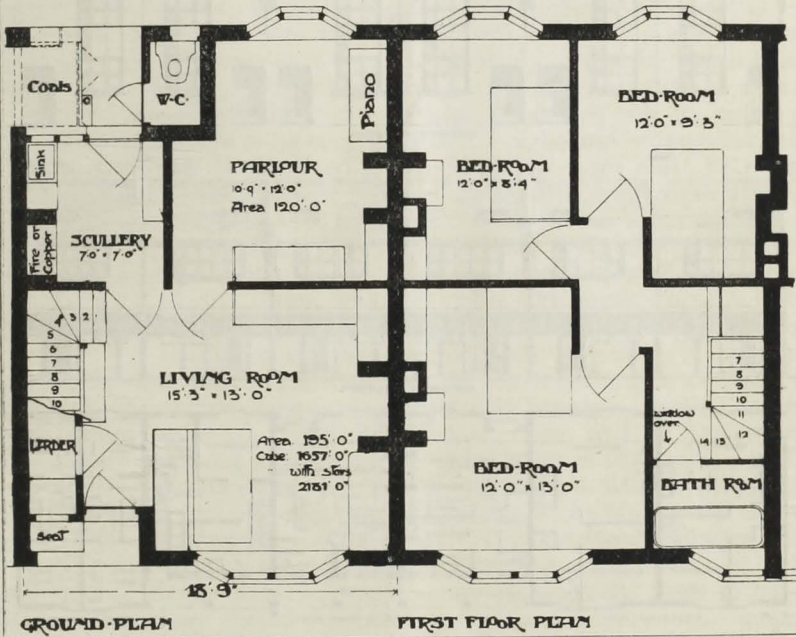 Coals
W·C·
Piano
Sink
PARLOUR
10'·9" × 12'·0"
Area 120'·0"
SCULLERY
7'·0" × 7'·0"
Fire or
Copper
4 3 2
5
6
7
8
9
10
LIVING ROOM
15'·3" × 13'·0"
Area 195'·0"
Cube 1657'·0"
with stairs
2181'·0"
LARDER
Seat
18'·9"
GROUND·PLAN
BED·ROOM
12'·0" × 8'·4"
BED·ROOM
12'·0" × 9'·3"
7
8
9
10
11
12
14 13
window
over
BED·ROOM
12'·0" × 13'·0"
BATH R·M
FIRST FLOOR PLAN